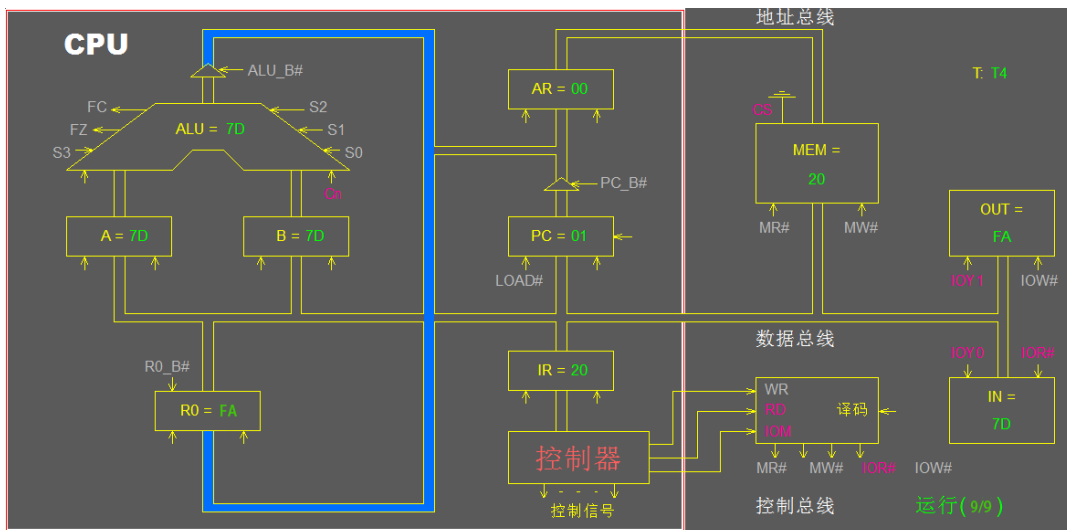 CPU
地址总线
T: T4
ALU_B#
FC
S2
FZ
ALU = 7D
S1
S3
S0
Cn
AR = 00
CS
MEM =
20
MR#
MW#
PC_B#
A = 7D
B = 7D
PC = 01
LOAD#
OUT =
FA
IOY1
IOW#
数据总线
R0_B#
R0 = FA
IR = 20
IOY0
IOR#
IN =
7D
WR
RD
IOM
译码
MR#
MW#
IOR#
IOW#
控制器
- - -
控制信号
控制总线
运行(9/9)